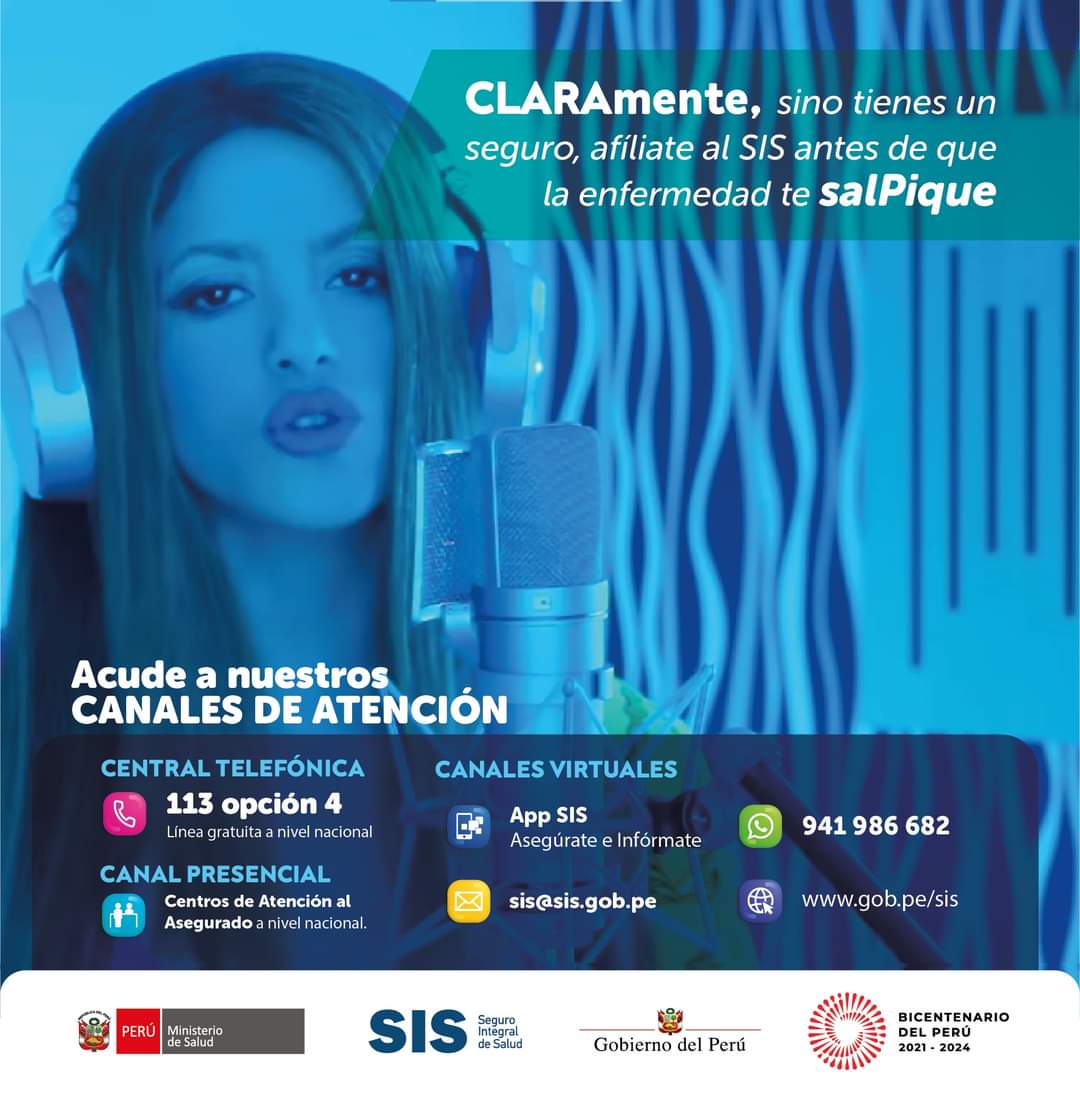 CLARAmente, sino tienes un
seguro, afíliate al SIS antes de que
la enfermedad te salPique
Acude a nuestros
CANALES DE ATENCIÓN
CENTRAL TELEFÓNICA
113 opción 4
Línea gratuita a nivel nacional
CANAL PRESENCIAL
Centros de Atención al
Asegurado a nivel nacional.
CANALES VIRTUALES
App SIS
Asegúrate e Infórmate
941 986 682
sis@sis.gob.pe
www.gob.pe/sis
PERÚ
Ministerio
de Salud
SIS
Seguro
Integral
de Salud
Gobierno del Perú
BICENTENARIO
DEL PERÚ
2021 - 2024